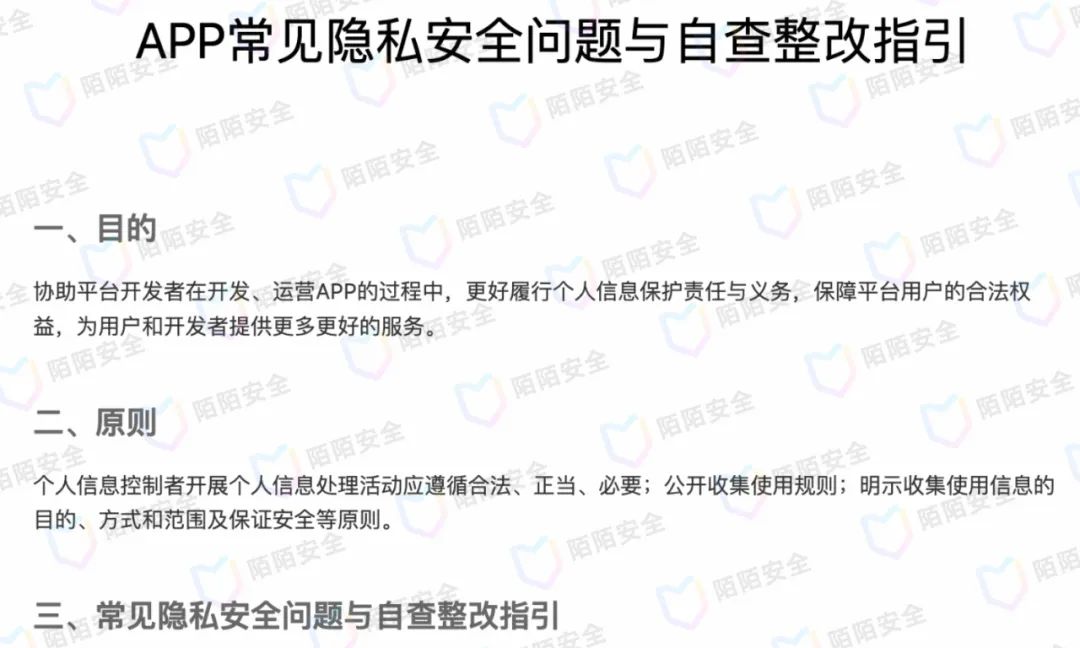 APP常见隐私安全问题与自查整改指引
一、目的
协助平台开发者在开发、运营APP的过程中，更好履行个人信息保护责任与义务，保障平台用户的合法权
益，为用户和开发者提供更多更好的服务。
二、原则
个人信息控制者开展个人信息处理活动应遵循合法、正当、必要；公开收集使用规则；明示收集使用信息的
目的、方式和范围及保证安全等原则。
三、常见隐私安全问题与自查整改指引
陌陌安全